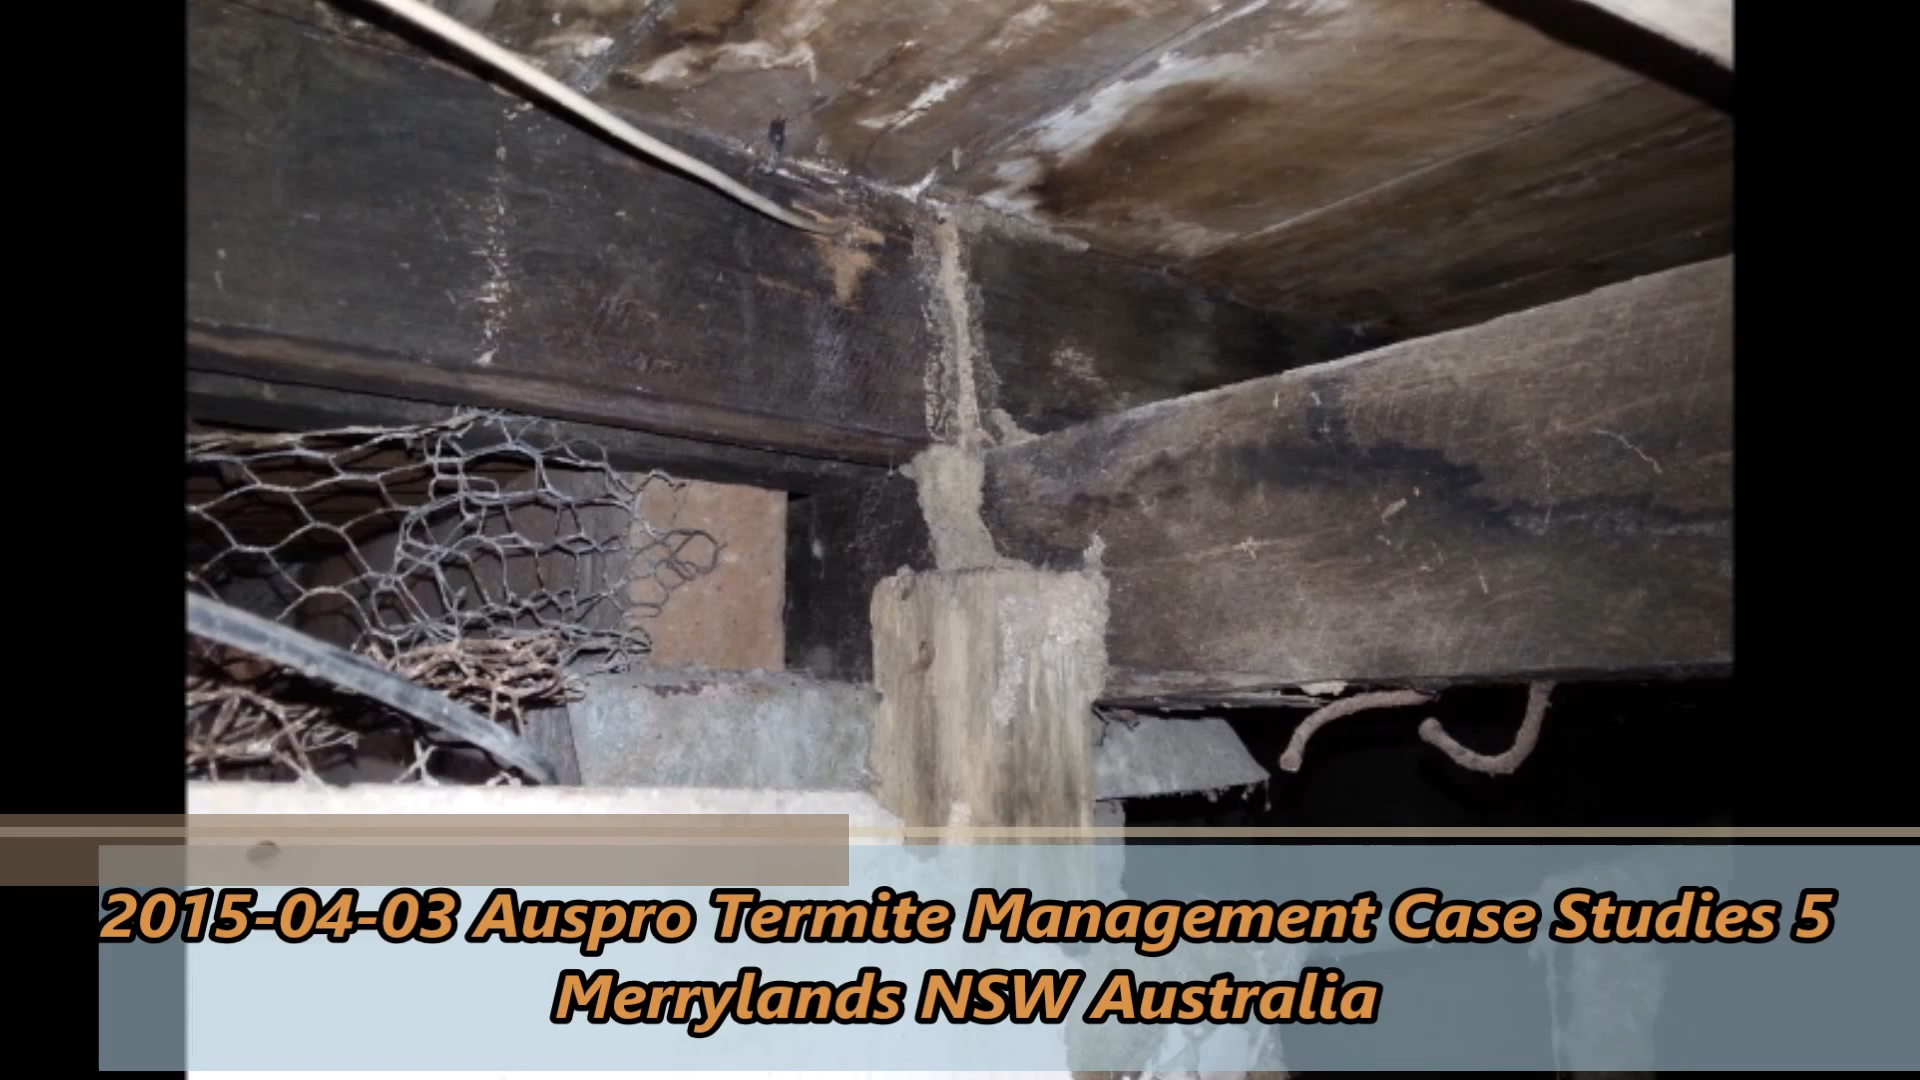 2015-04-03 Auspro Termite Management Case Studies 5
Merrylands NSW Australia